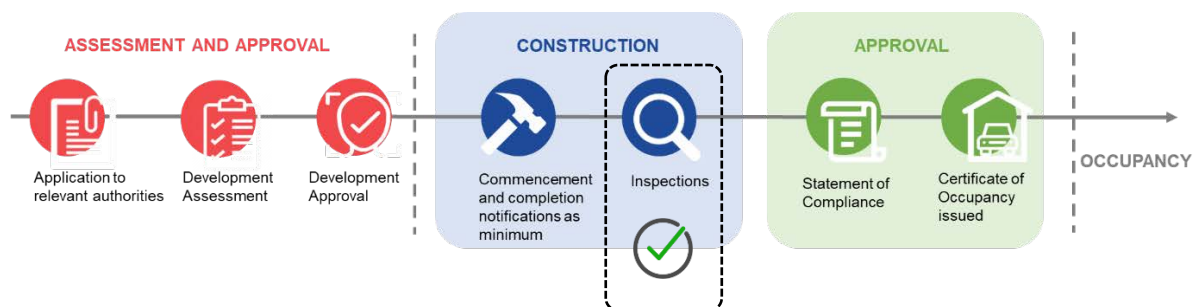 ASSESSMENT AND APPROVAL
CONSTRUCTION
APPROVAL
Application to
relevant authorities
Development
Assessment
Development
Approval
Commencement
and completion
notifications as
minimum
Inspections
Statement of
Compliance
Certificate of
Occupancy
issued
OCCUPANCY